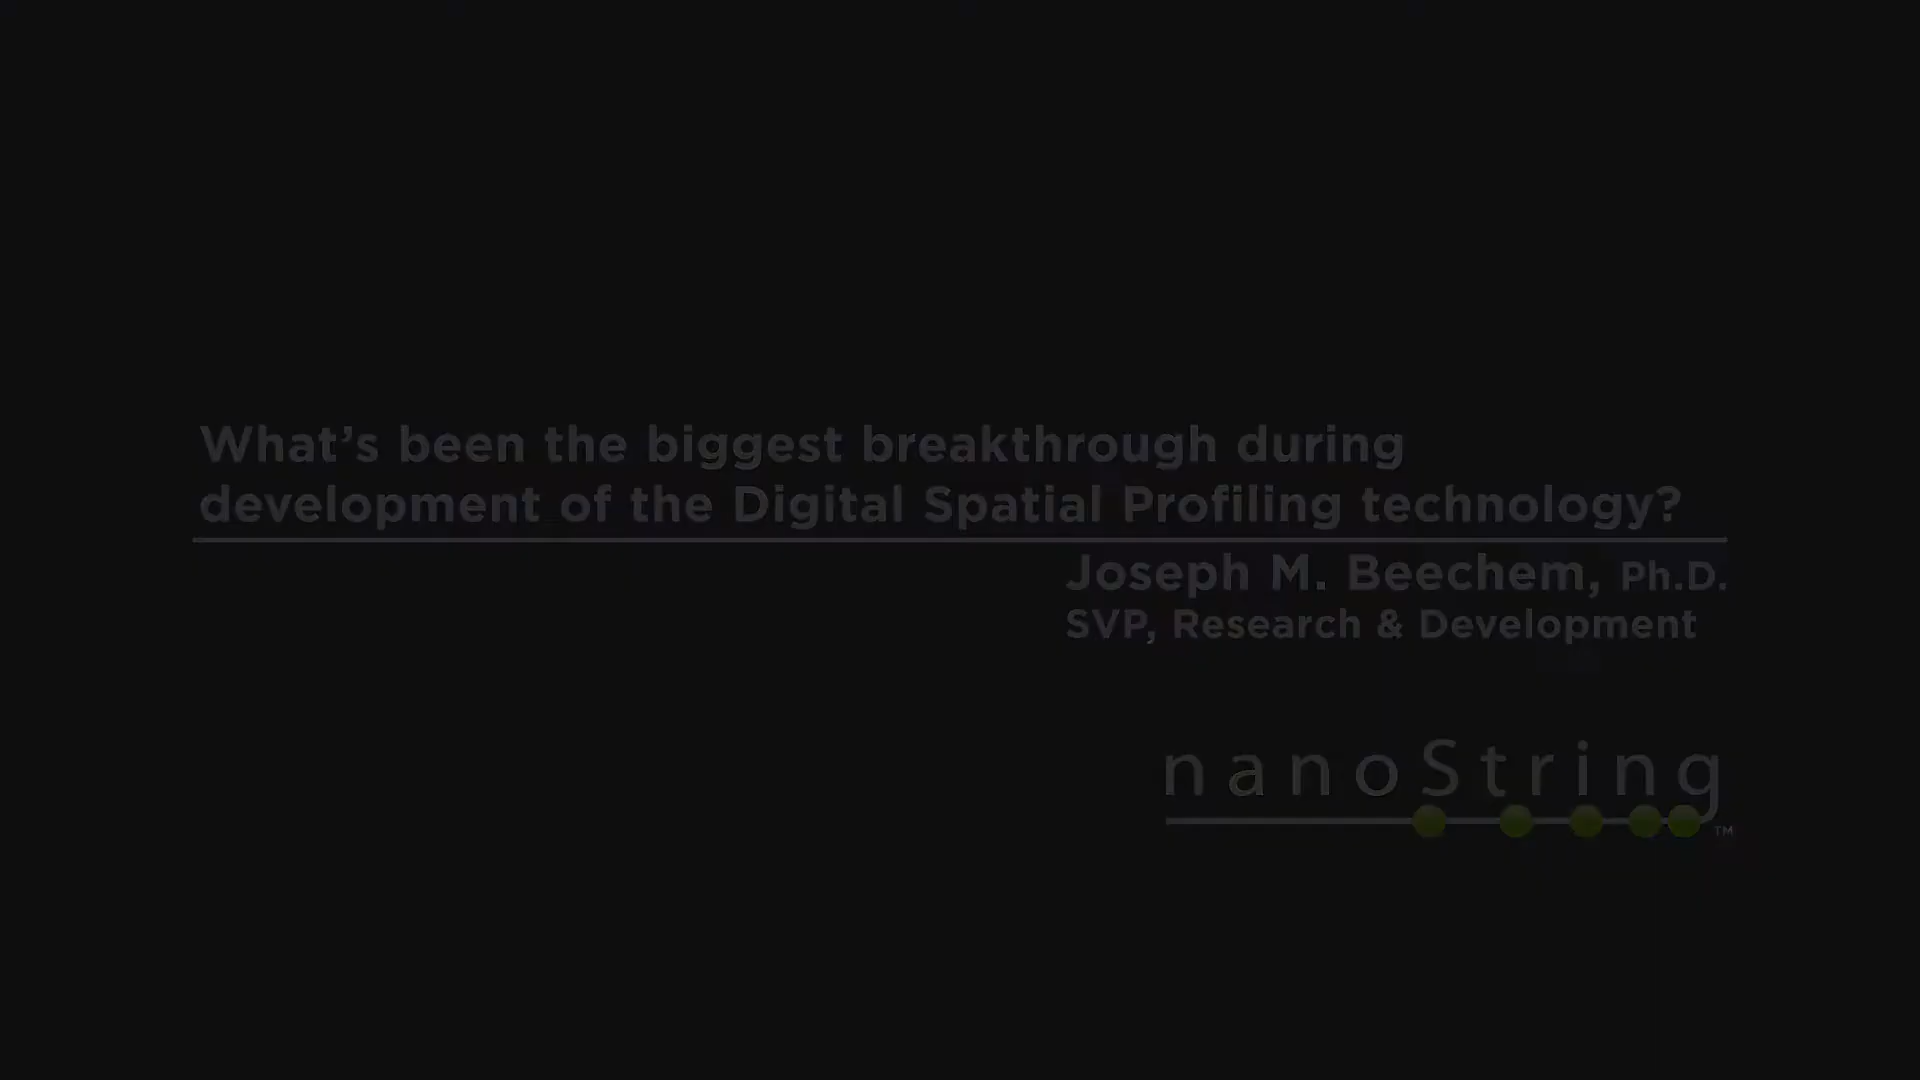 What’s been the biggest breakthrough during
development of the Digital Spatial Profiling technology?
Joseph M. Beechem, Ph.D.
SVP, Research & Development
nanoString
TM